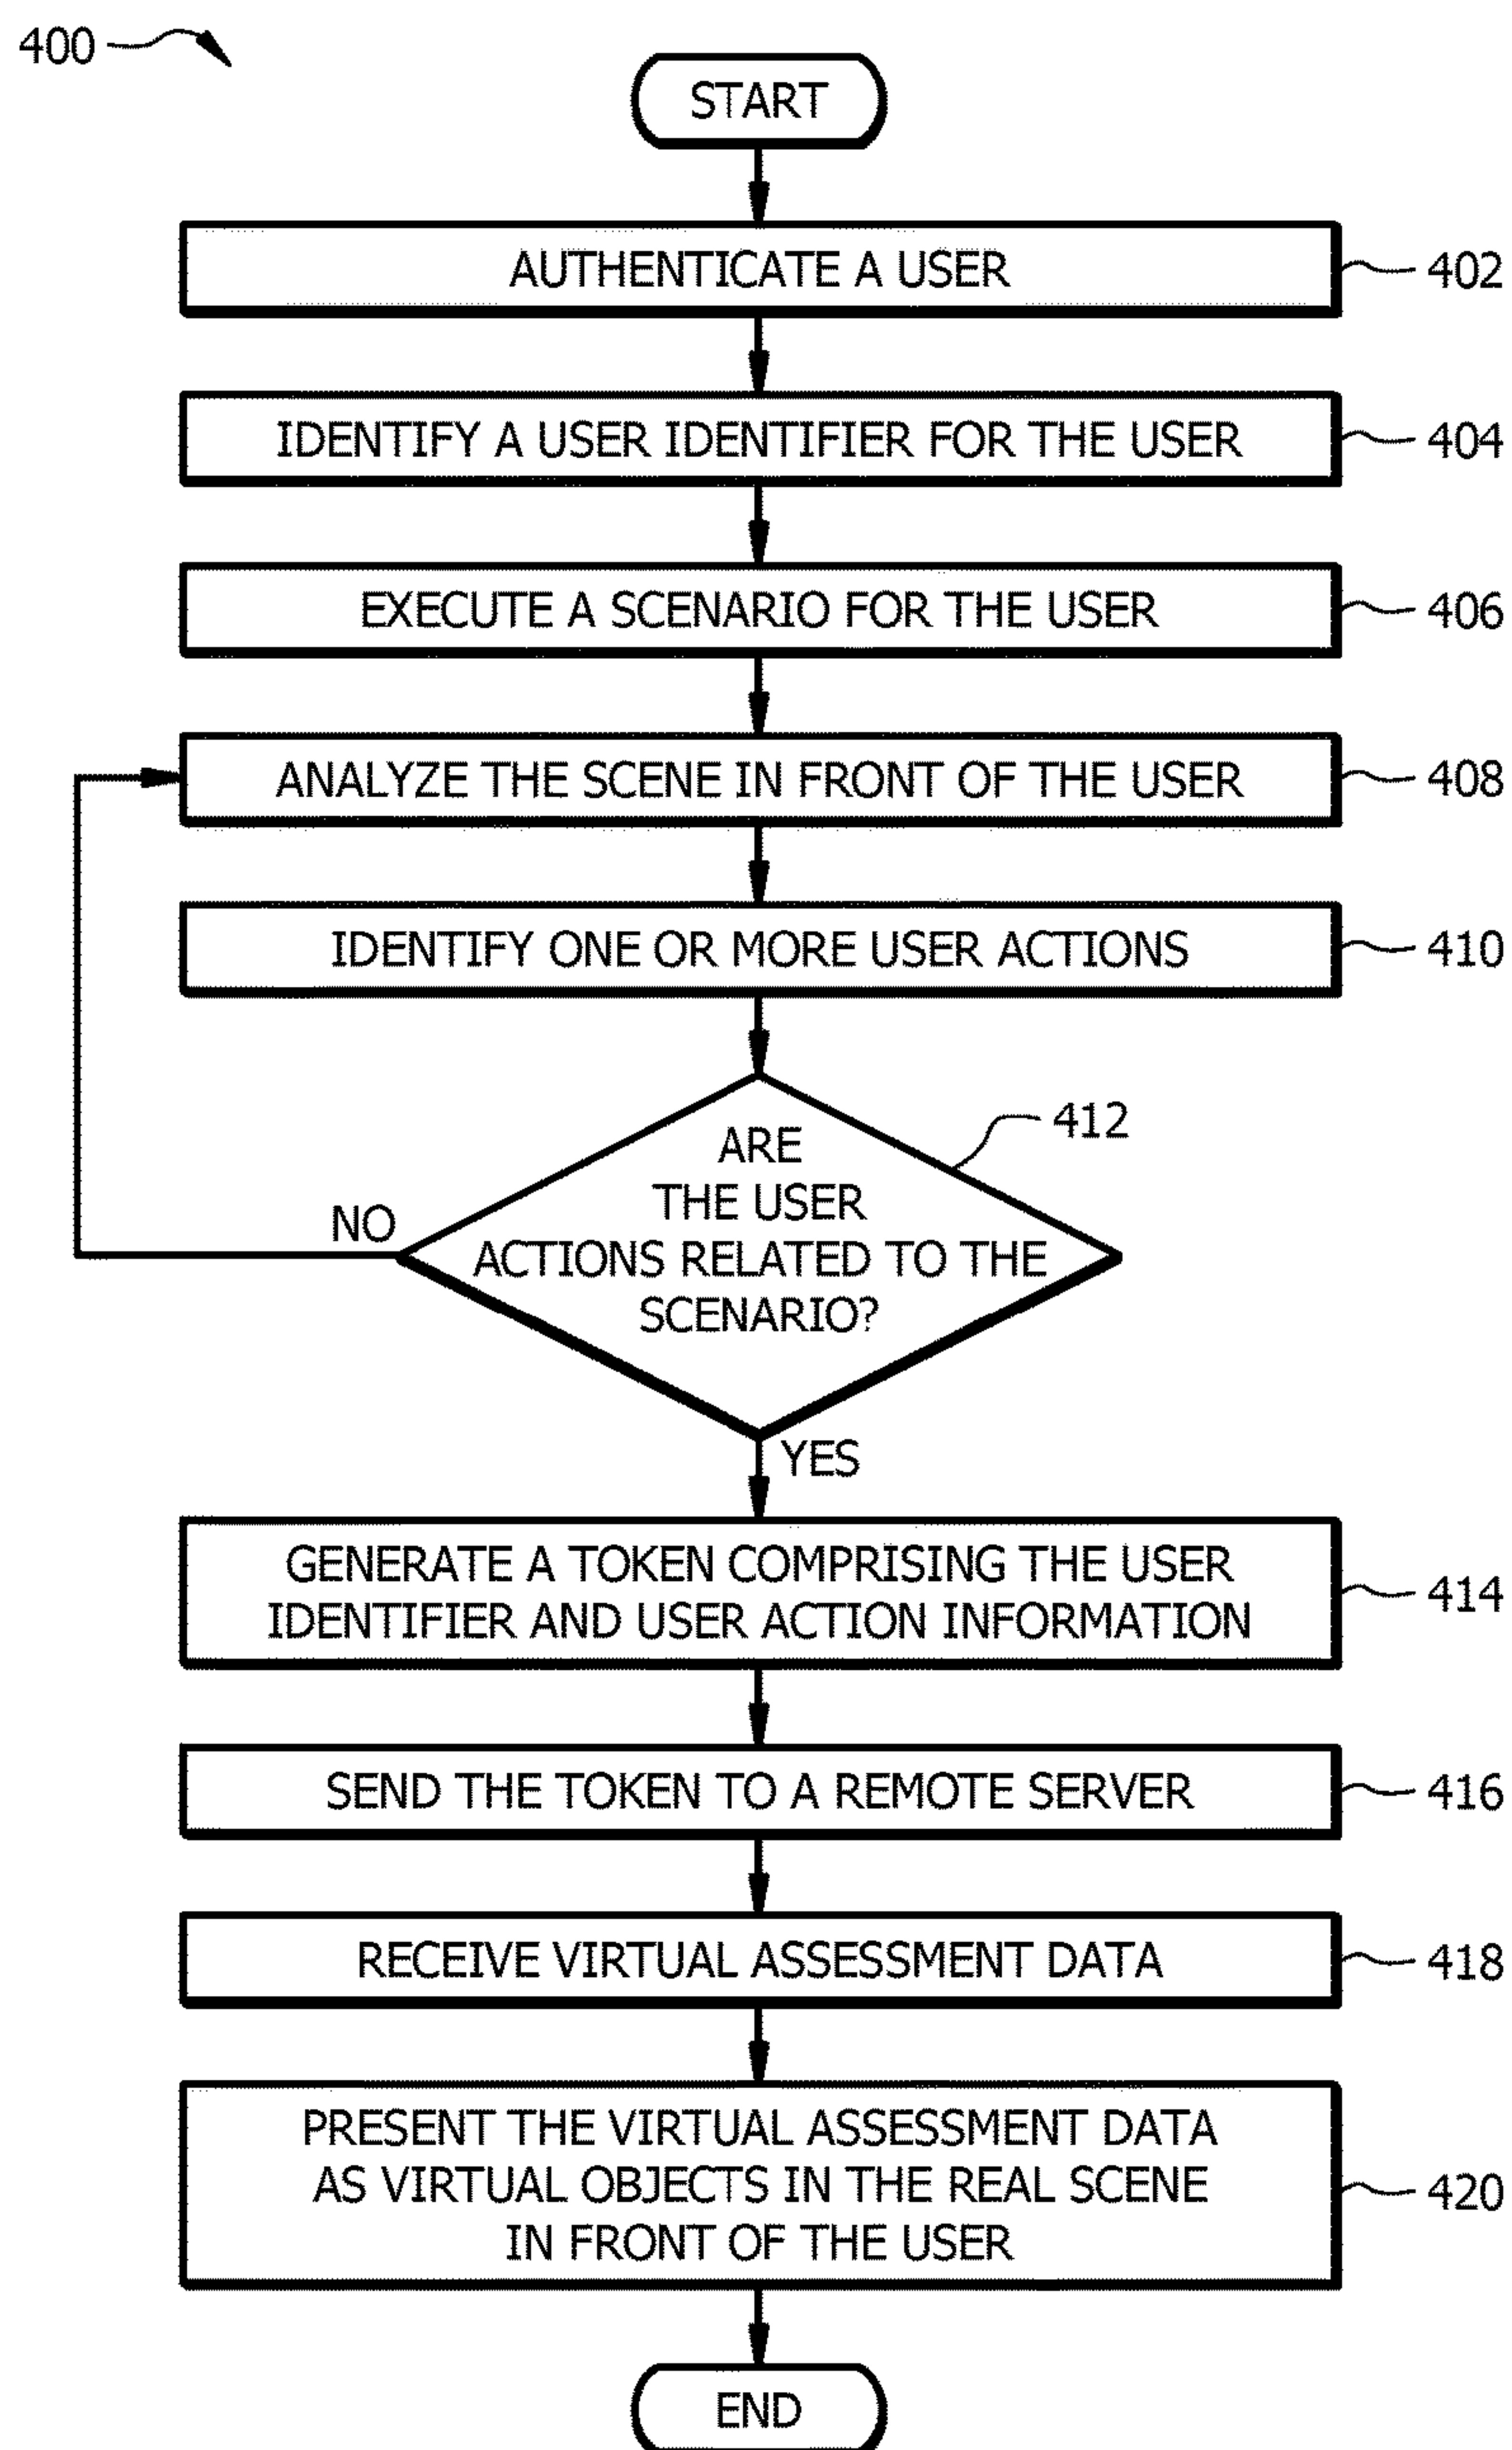 400
START
AUTHENTICATE A USER
402
IDENTIFY A USER IDENTIFIER FOR THE USER
404
EXECUTE A SCENARIO FOR THE USER
406
ANALYZE THE SCENE IN FRONT OF THE USER
408
IDENTIFY ONE OR MORE USER ACTIONS
410
412
ARE
THE USER
ACTIONS RELATED TO THE
SCENARIO?
NO
YES
GENERATE A TOKEN COMPRISING THE USER
IDENTIFIER AND USER ACTION INFORMATION
414
SEND THE TOKEN TO A REMOTE SERVER
416
RECEIVE VIRTUAL ASSESSMENT DATA
418
PRESENT THE VIRTUAL ASSESSMENT DATA
AS VIRTUAL OBJECTS IN THE REAL SCENE
IN FRONT OF THE USER
420
END